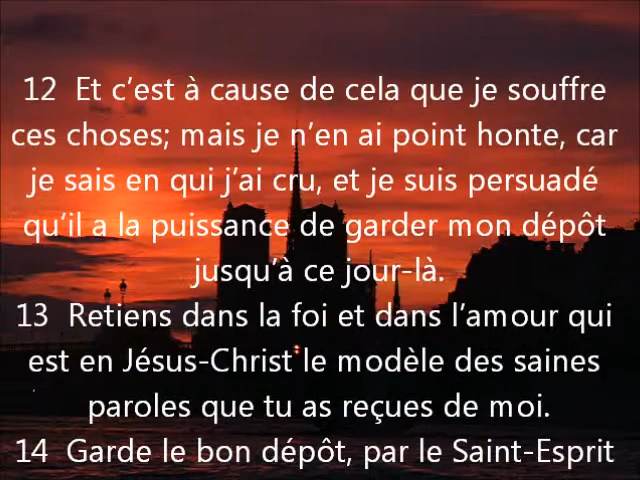 12 Et c’est à cause de cela que je souffre
ces choses; mais je n’en ai point honte, car
je sais en qui j’ai cru, et je suis persuadé
qu’il a la puissance de garder mon dépôt
jusqu’à ce jour-là.
13 Retiens dans la foi et dans l’amour qui
est en Jésus-Christ le modèle des saines
paroles que tu as reçues de moi.
14 Garde le bon dépôt, par le Saint-Esprit